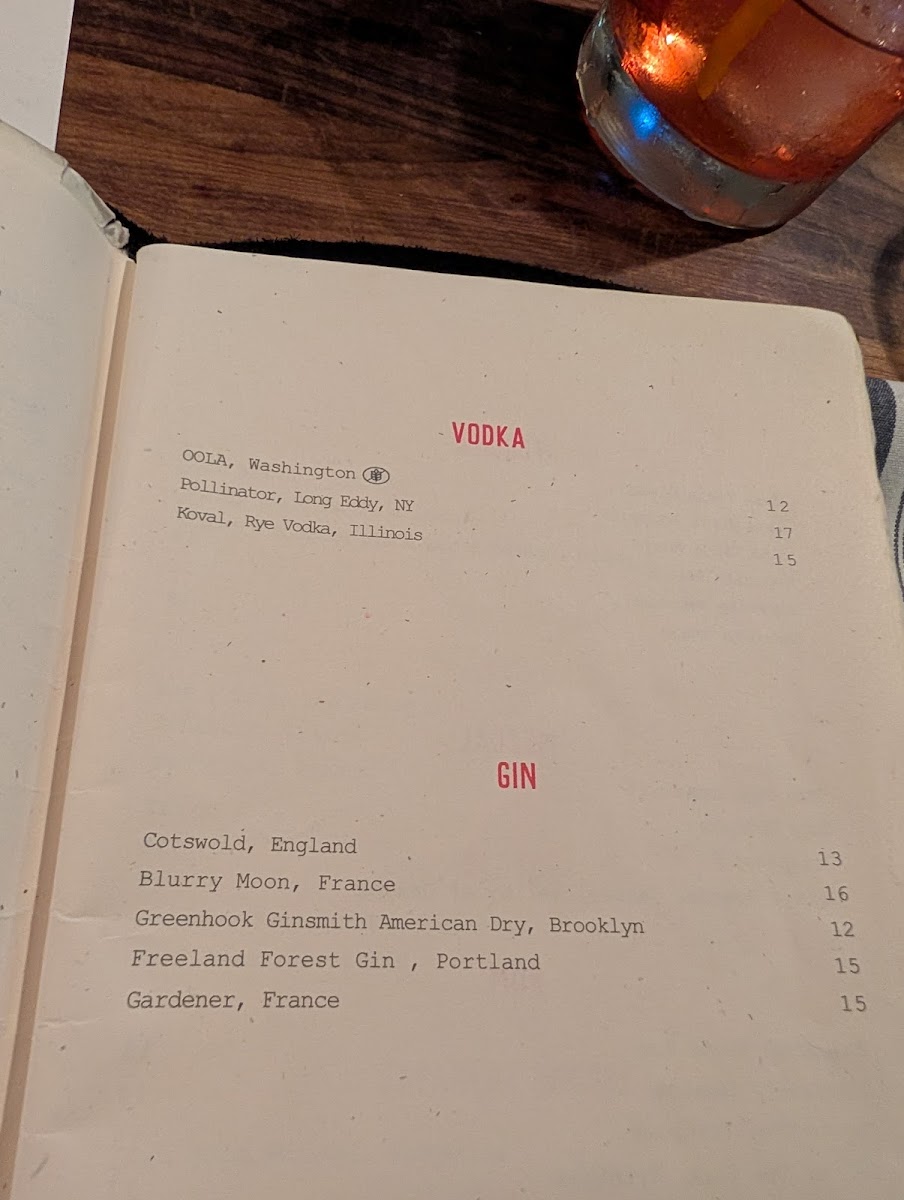 VODKA
OOLA, Washington
Pollinator, Long Eddy, NY 12
Koval, Rye Vodka, Illinois 17
15
GIN
Cotswold, England 13
Blurry Moon, France 16
Greenhook Ginsmith American Dry, Brooklyn 12
Freeland Forest Gin , Portland 15
Gardener, France 15